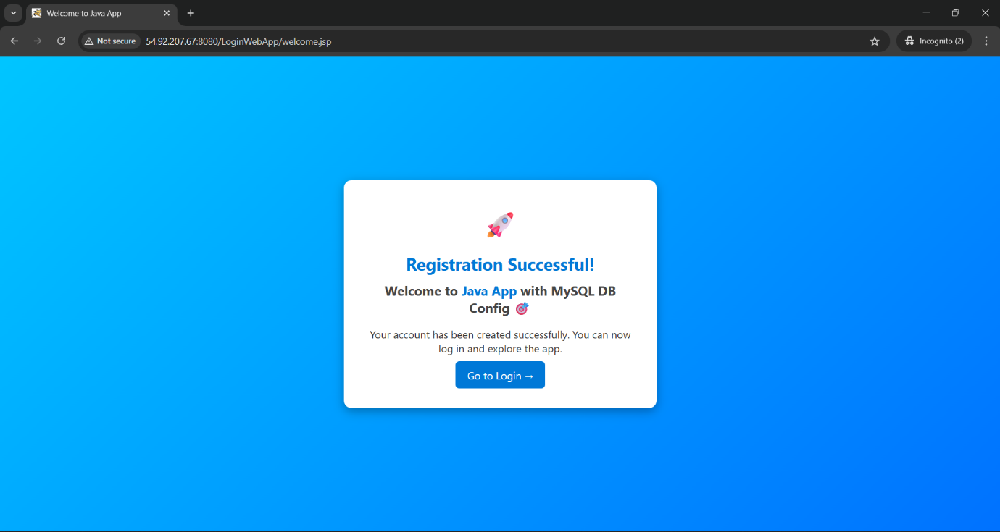 Welcome to Java App
Not secure
54.92.207.67:8080/LoginWebApp/welcome.jsp
Incognito (2)
Registration Successful!
Welcome to Java App with MySQL DB
Config
Your account has been created successfully. You can now
log in and explore the app.
Go to Login →